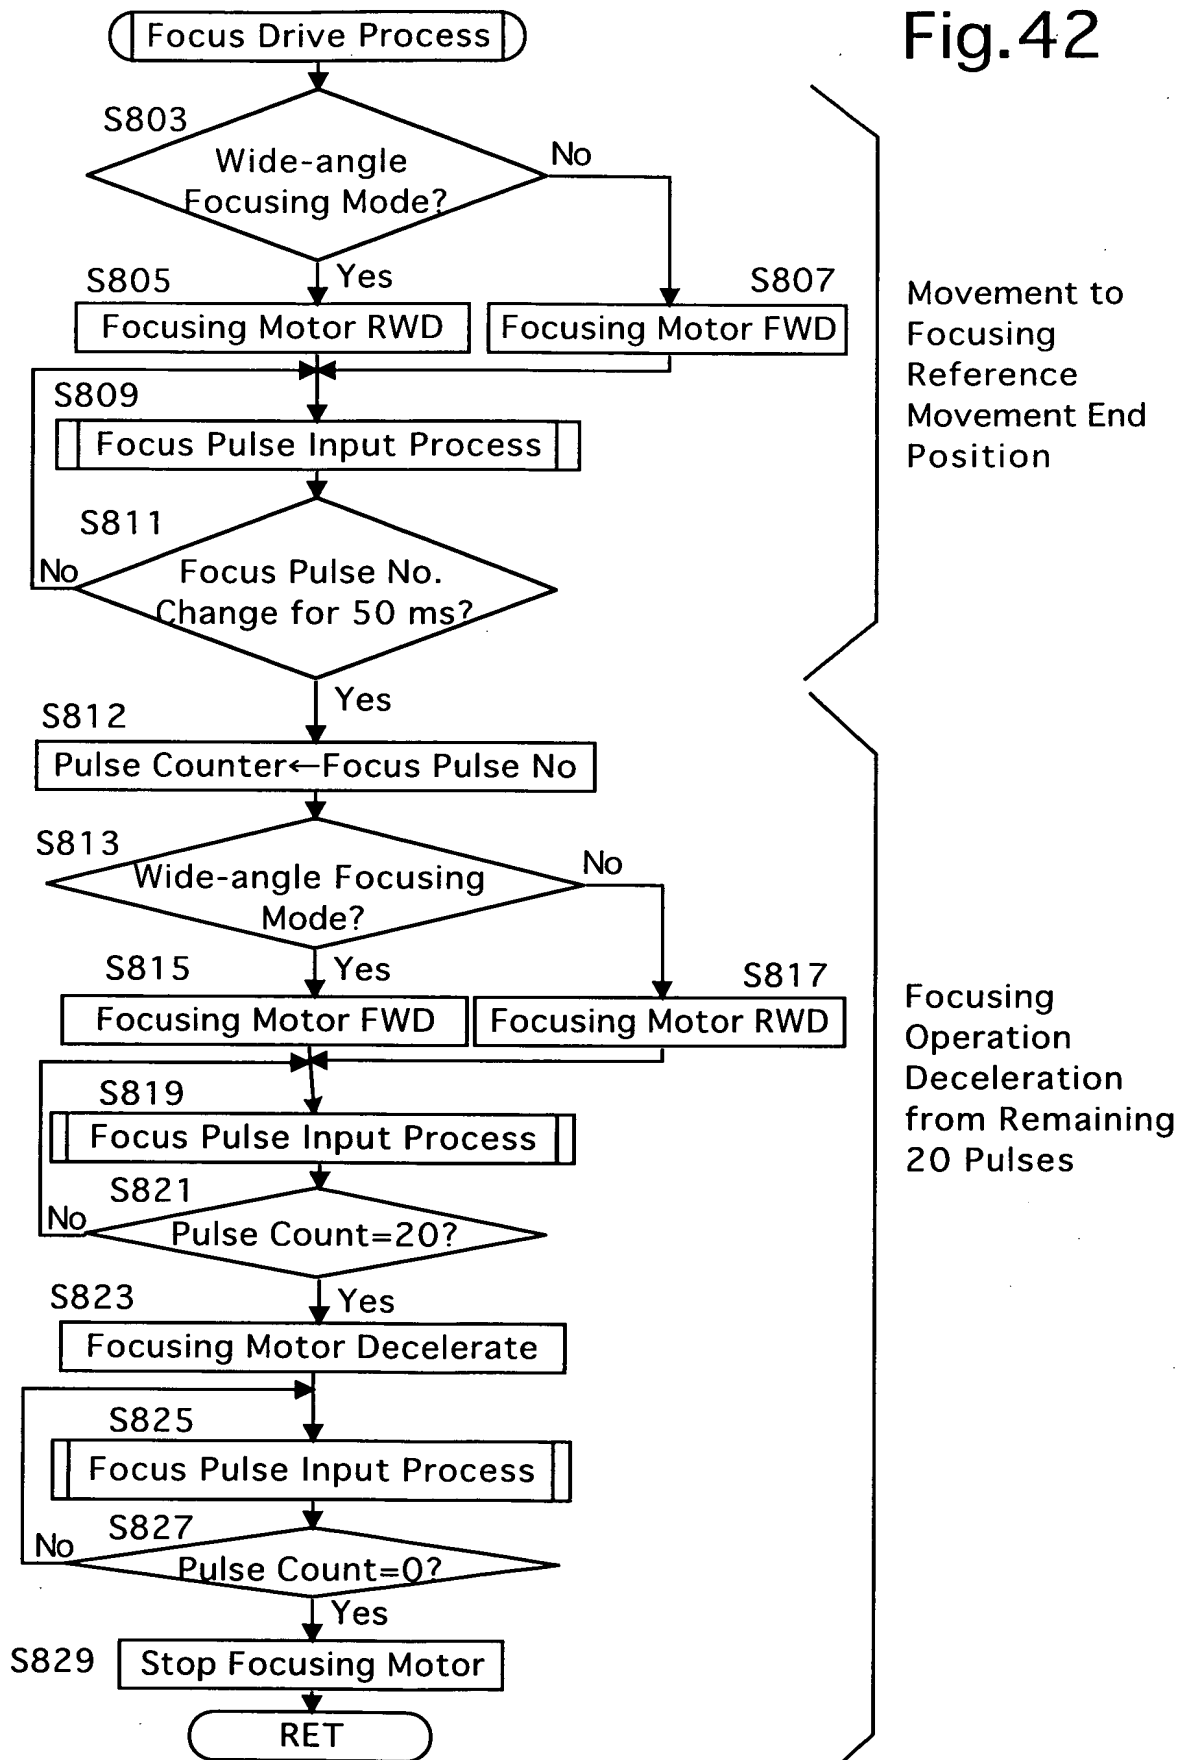 Fig.42
Focus Drive Process
S803
Wide-angle
Focusing Mode?
No
Yes
S805
Focusing Motor RWD
S807
Focusing Motor FWD
S809
Focus Pulse Input Process
S811
Focus Pulse No.
Change for 50 ms?
No
Yes
Movement to
Focusing
Reference
Movement End
Position
S812
Pulse Counter←Focus Pulse No
S813
Wide-angle Focusing
Mode?
No
Yes
S815
Focusing Motor FWD
S817
Focusing Motor RWD
S819
Focus Pulse Input Process
S821
Pulse Count=20?
No
Yes
S823
Focusing Motor Decelerate
S825
Focus Pulse Input Process
S827
Pulse Count=0?
No
Yes
S829
Stop Focusing Motor
RET
Focusing
Operation
Deceleration
from Remaining
20 Pulses